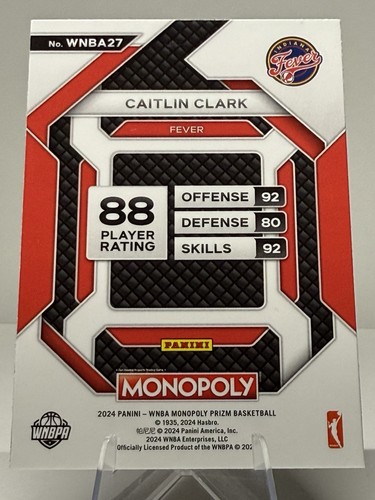 No. WNBA27
INDIANA
Fever
CAITLIN CLARK
FEVER
88
PLAYER
RATING
OFFENSE 92
DEFENSE 80
SKILLS 92
PANINI
MONOPOLY
2024 PANINI – WNBA MONOPOLY PRIZM BASKETBALL
© 1935, 2024 Hasbro.
帕尼尼 © 2024 Panini America, Inc.
2024 WNBA Enterprises, LLC
Officially Licensed Product of the WNBPA © 202
WNBPA